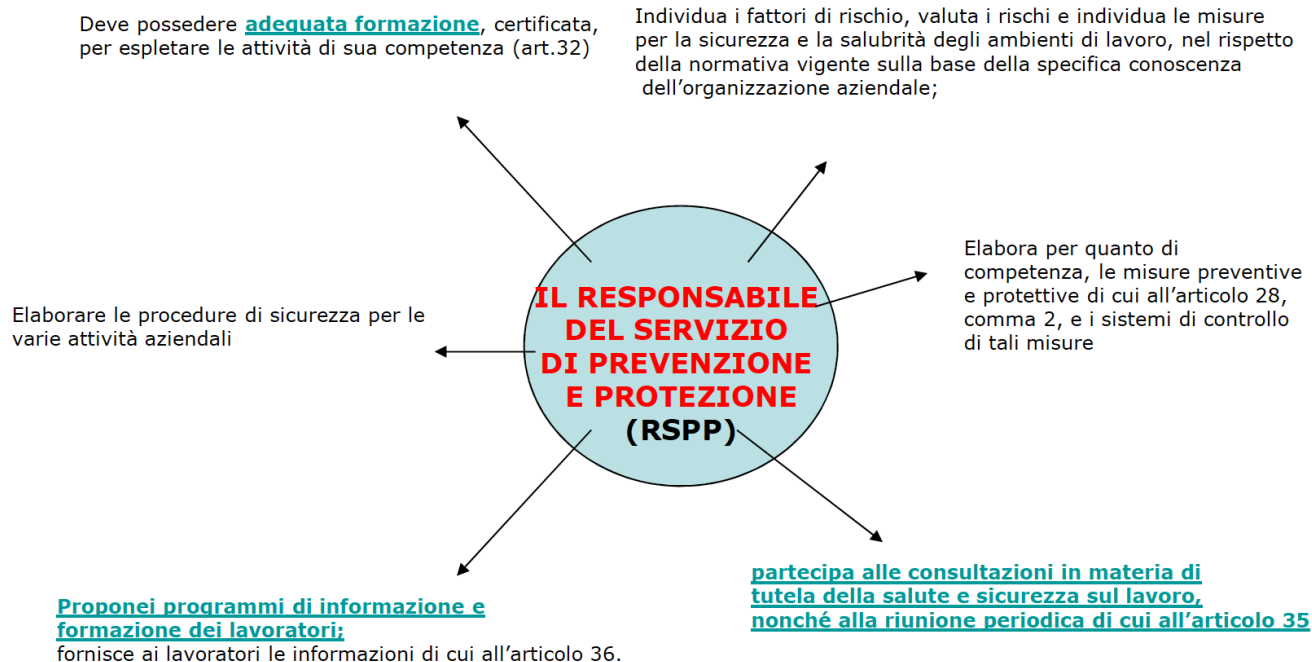 Deve possedere adeguata formazione, certificata,
per espletare le attività di sua competenza (art.32)
Individua i fattori di rischio, valuta i rischi e individua le misure
per la sicurezza e la salubrità degli ambienti di lavoro, nel rispetto
della normativa vigente sulla base della specifica conoscenza
dell'organizzazione aziendale;
Elabora per quanto di
competenza, le misure preventive
e protettive di cui all'articolo 28,
comma 2, e i sistemi di controllo
di tali misure
Elaborare le procedure di sicurezza per le
varie attività aziendali
IL RESPONSABILE
DEL SERVIZIO
DI PREVENZIONE
E PROTEZIONE
(RSPP)
Proponei programmi di informazione e
formazione dei lavoratori;
fornisce ai lavoratori le informazioni di cui all'articolo 36.
partecipa alle consultazioni in materia di
tutela della salute e sicurezza sul lavoro,
nonché alla riunione periodica di cui all'articolo 35